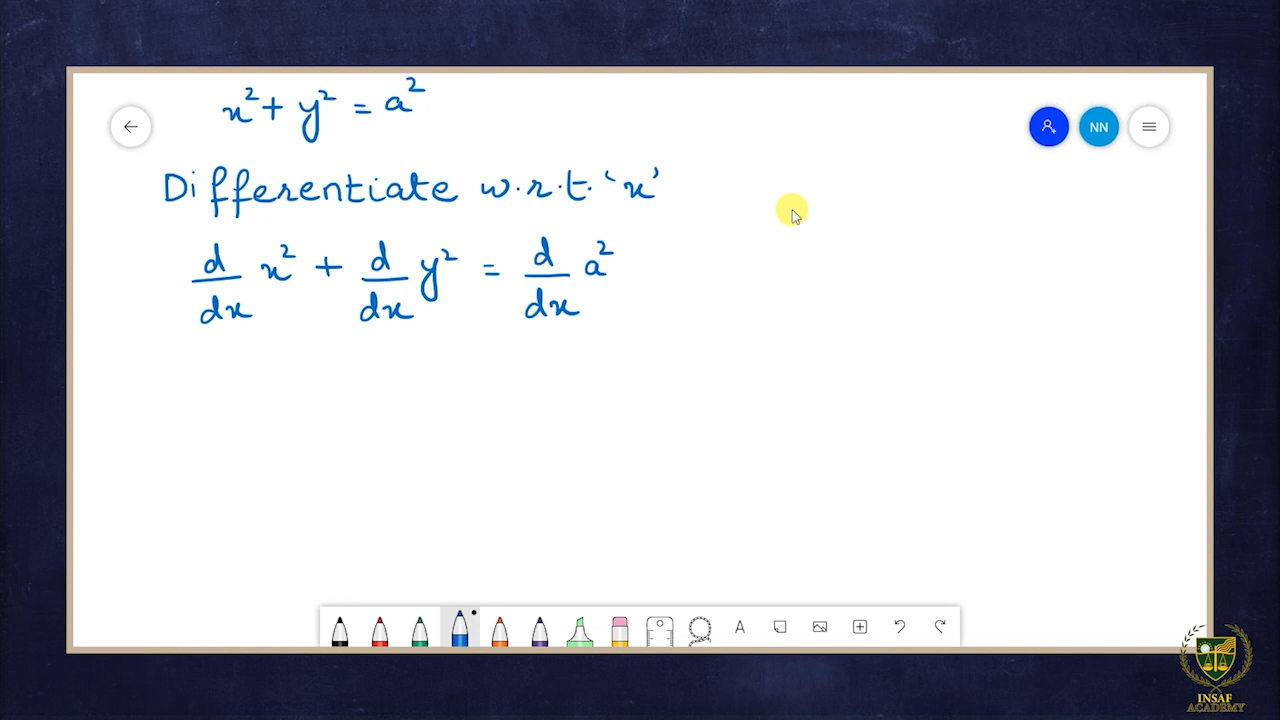 x² + y² = a²
NN
Differentiate w.r.t. 'x'
d/dx x² + d/dx y² = d/dx a²
A
INSAF
ACADEMY